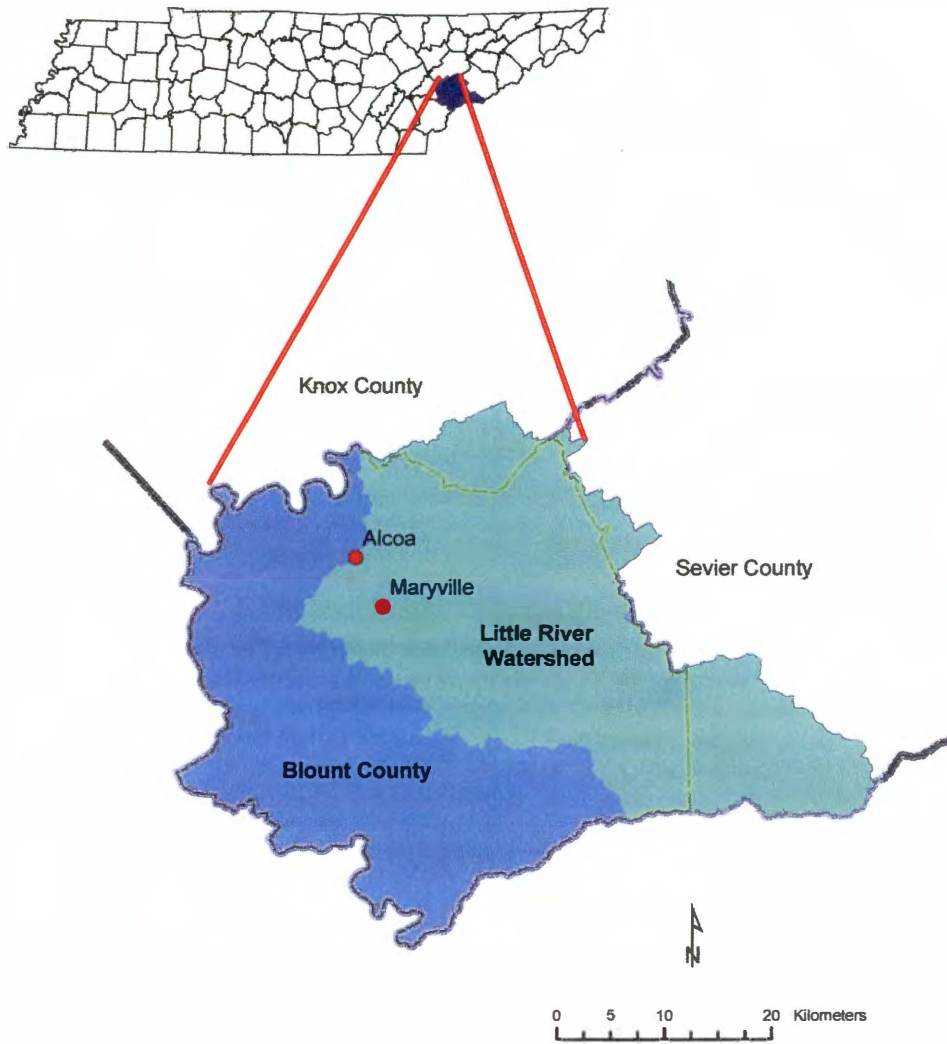 Knox County
Alcoa
Sevier County
Maryville
Little River
Watershed
Blount County
N
0 5 10 20 Kilometers